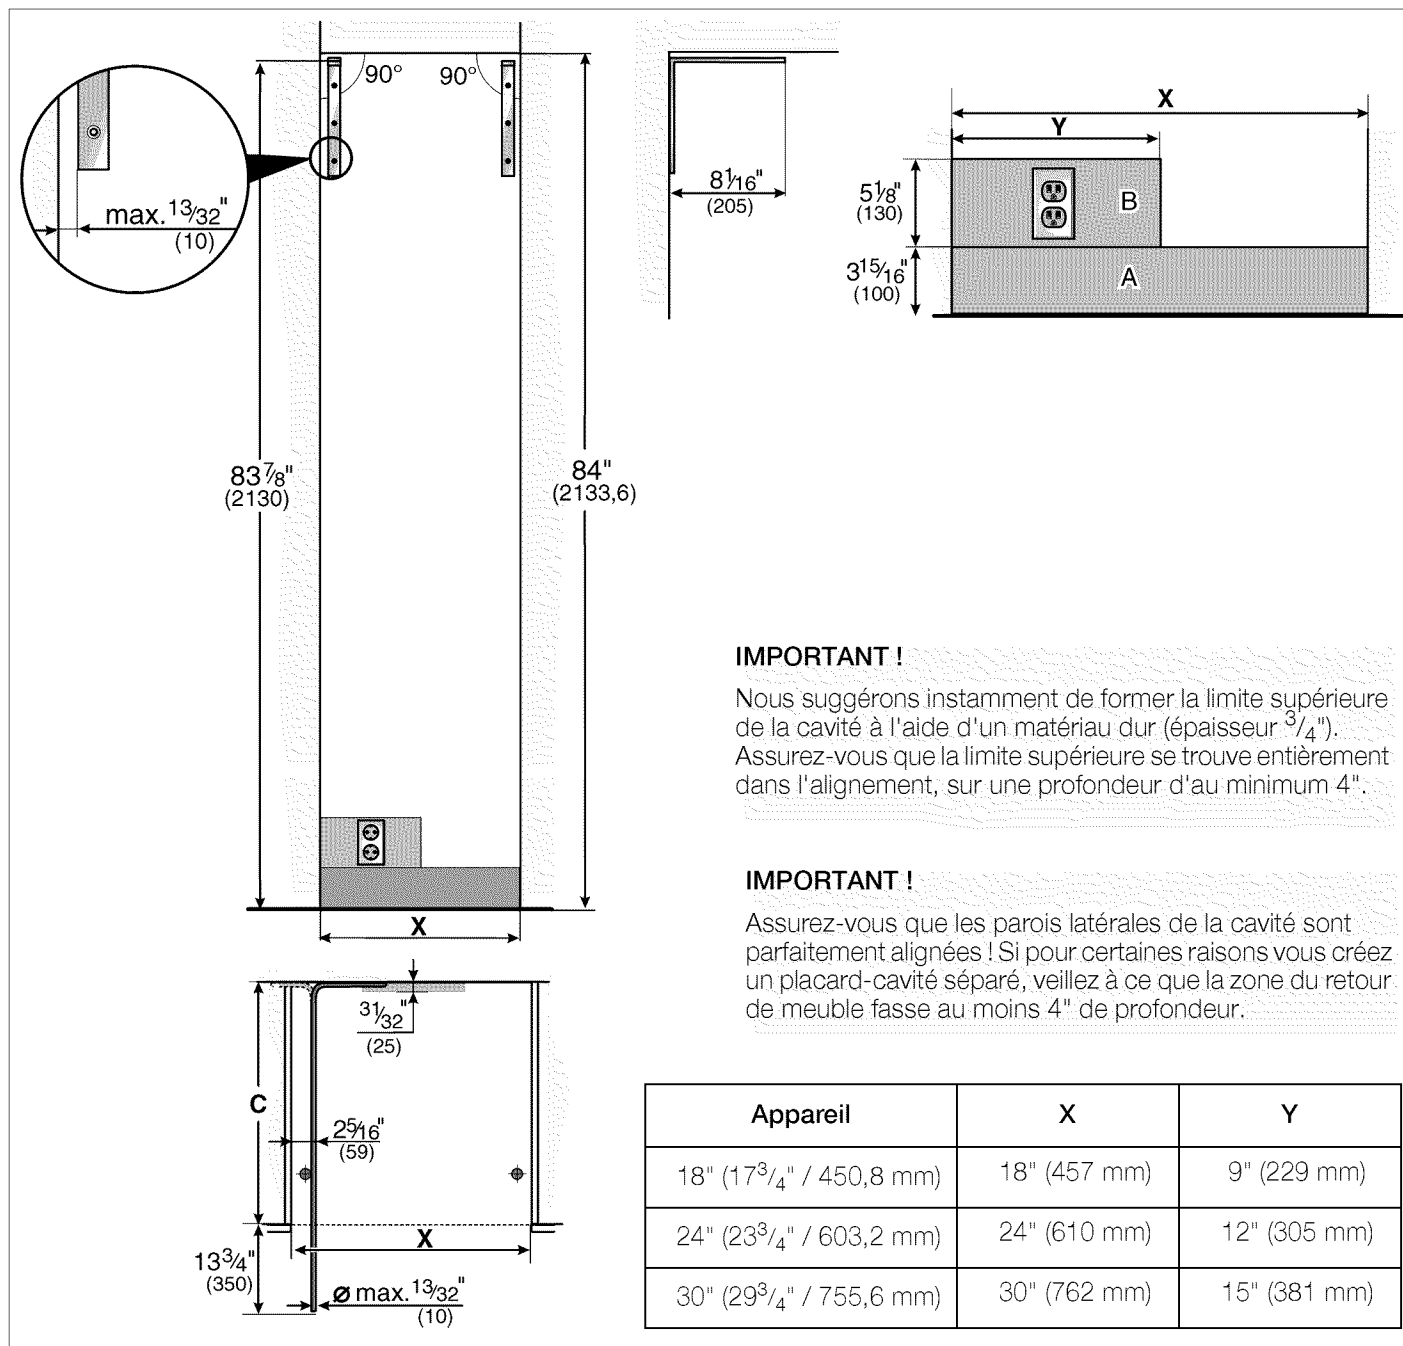 90°
90°
max. 13/32"
(10)
83 7/8"
(2130)
84"
(2133,6)
X
8 1/16"
(205)
X
Y
5 1/8"
(130)
B
3 15/16"
(100)
A
IMPORTANT !
Nous suggérons instamment de former la limite supérieure
de la cavité à l'aide d'un matériau dur (épaisseur 3/4").
Assurez-vous que la limite supérieure se trouve entièrement
dans l'alignement, sur une profondeur d'au minimum 4".
IMPORTANT !
Assurez-vous que les parois latérales de la cavité sont
parfaitement alignées ! Si pour certaines raisons vous créez
un placard-cavité séparé, veillez à ce que la zone du retour
de meuble fasse au moins 4" de profondeur.
31/32"
(25)
C
2 5/16"
(59)
X
13 3/4"
(350)
Ø max. 13/32"
(10)
Appareil X Y
18" (17 3/4" / 450,8 mm) 18" (457 mm) 9" (229 mm)
24" (23 3/4" / 603,2 mm) 24" (610 mm) 12" (305 mm)
30" (29 3/4" / 755,6 mm) 30" (762 mm) 15" (381 mm)